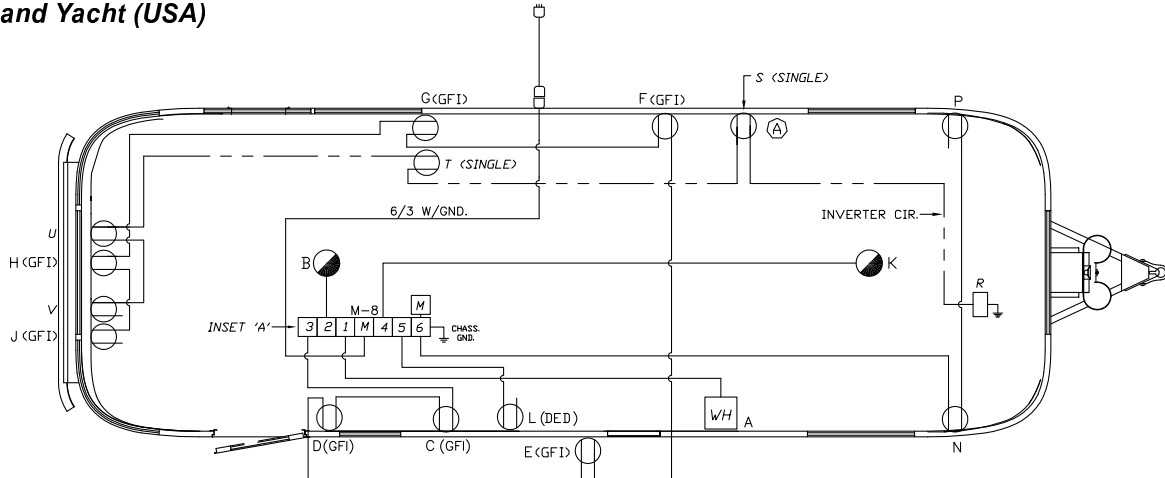 and Yacht (USA)
S (SINGLE)
G(GFI)
F(GFI)
P
A
T (SINGLE)
6/3 W/GND.
INVERTER CIR.
U
H(GFI)
B
K
R
V
M-8
M
INSET 'A'
3 2 1 M 4 5 6
CHASS.
GND.
J(GFI)
L(DED)
WH
A
D(GFI)
C(GFI)
E(GFI)
N